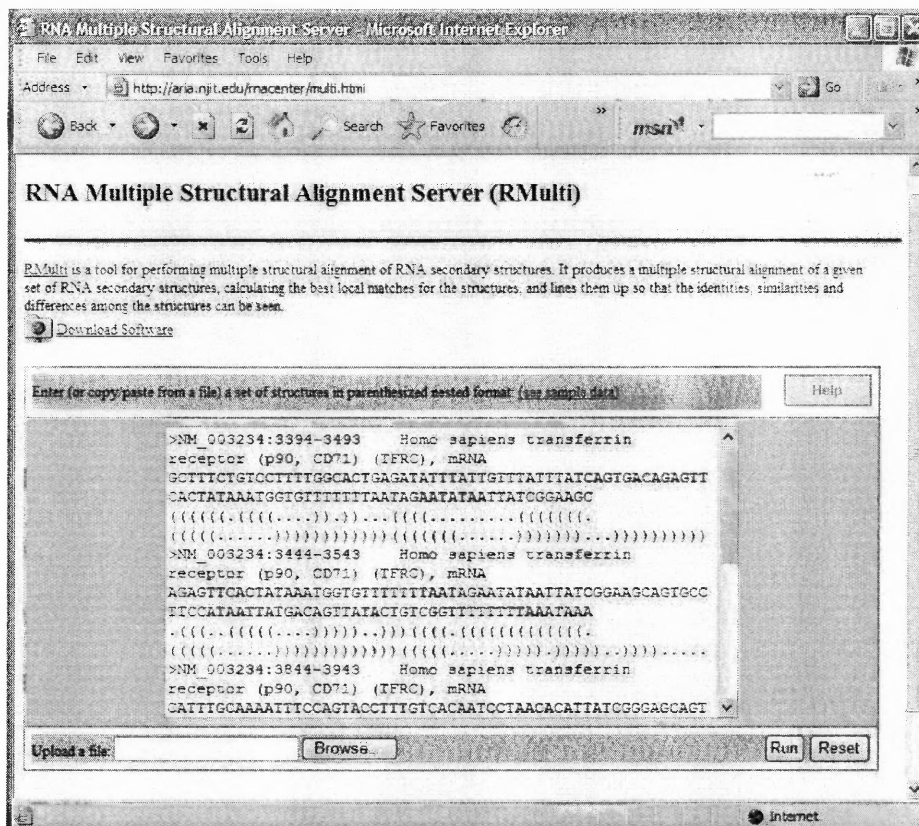 RNA Multiple Structural Alignment Server - Microsoft Internet Explorer
File Edit View Favorites Tools Help
Address http://aria.njit.edu/rnacenter/multi.html Go
Back Search Favorites msn
RNA Multiple Structural Alignment Server (RMulti)
RMulti is a tool for performing multiple structural alignment of RNA secondary structures. It produces a multiple structural alignment of a given
set of RNA secondary structures, calculating the best local matches for the structures, and lines them up so that the identities, similarities and
differences among the structures can be seen.
Download Software
Enter (or copy/paste from a file) a set of structures in parenthesized nested format: (see sample data) Help
>NM_003234:3394-3493 Homo sapiens transferrin
receptor (p90, CD71) (TFRC), mRNA
GCTTTCTGTCCTTTTGGCACTGAGATATTTATTGTTTATTTATCAGTGACAGAGTT
CACTATAAATGGTGTTTTTTTAATAGAATATAATTATCGGAAGC
((((((.((((....)).))...((((.........(((((((.
(((((......))))))))))))((((((((......)))))))...))))))))))
>NM_003234:3444-3543 Homo sapiens transferrin
receptor (p90, CD71) (TFRC), mRNA
AGAGTTCACTATAAATGGTGTTTTTTTAATAGAATATAATTATCGGAAGCAGTGCC
TTCCATAATTATGACAGTTATACTGTCGGTTTTTTTTAAATAAA
.(((..(((((....)))))..)))(((((.(((((((((((((.
(((((......))))))))))))(((((.....))))).)))))..)))).....
>NM_003234:3844-3943 Homo sapiens transferrin
receptor (p90, CD71) (TFRC), mRNA
CATTTGCAAAATTTCCAGTACCTTTGTCACAATCCTAACACATTATCGGGAGCAGT
Upload a file: Browse... Run Reset
Internet